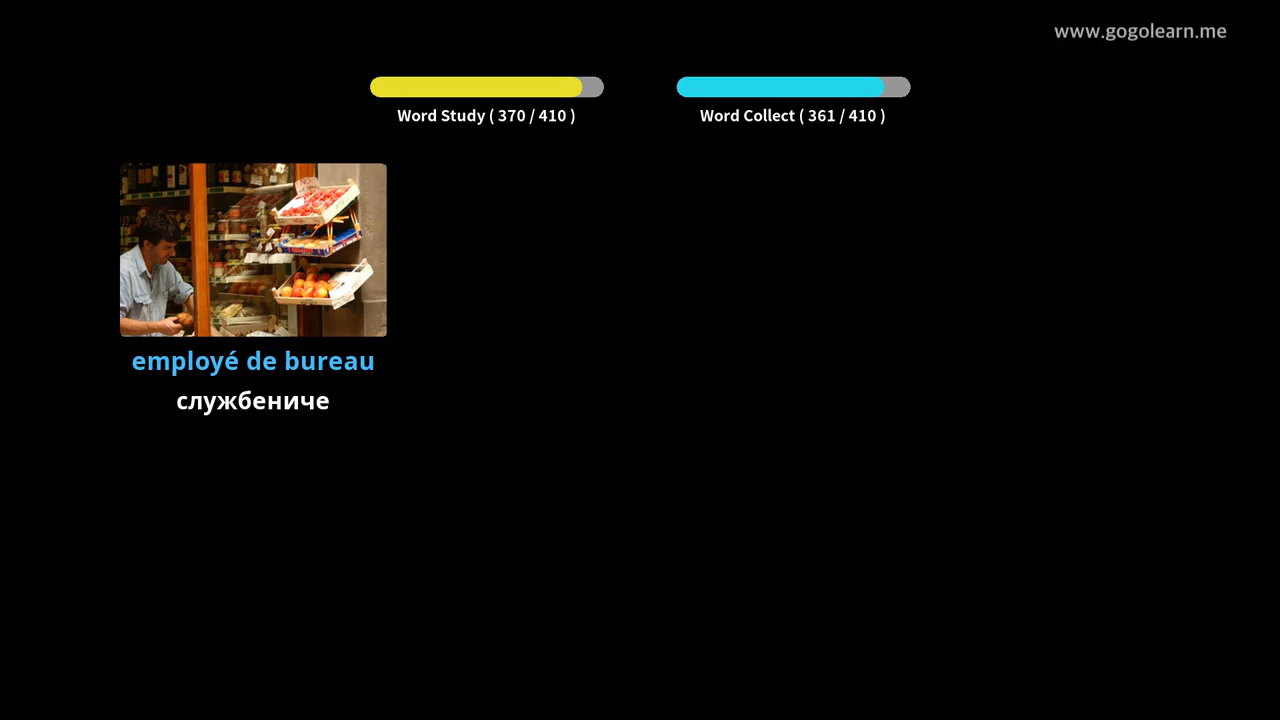 www.gogolearn.me
Word Study ( 370 / 410 )
Word Collect ( 361 / 410 )
employé de bureau
службениче